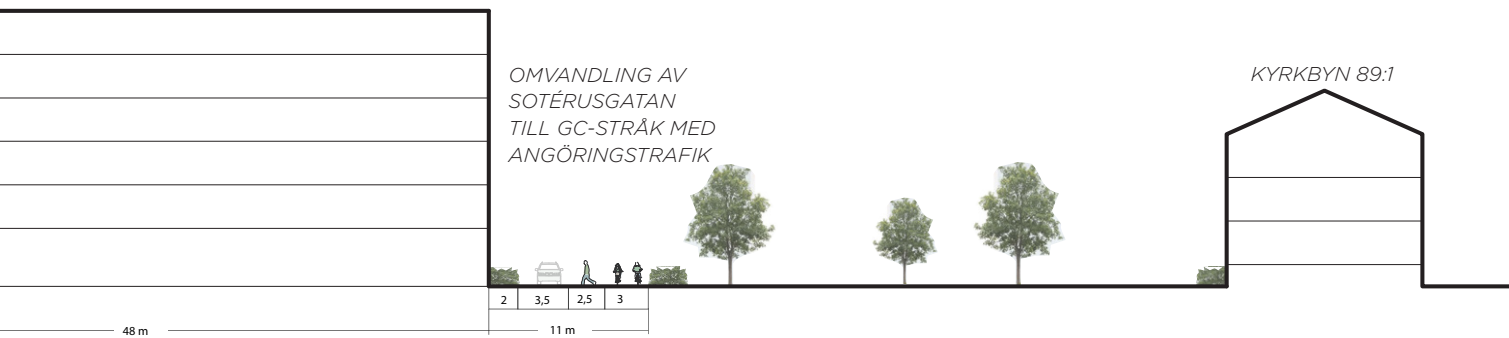 OMVANDLING AV
SOTÉRUSGATAN
TILL GC-STRÅK MED
ANGÖRINGSTRAFIK
KYRKBYN 89:1
2 3,5 2,5 3
48 m 11 m